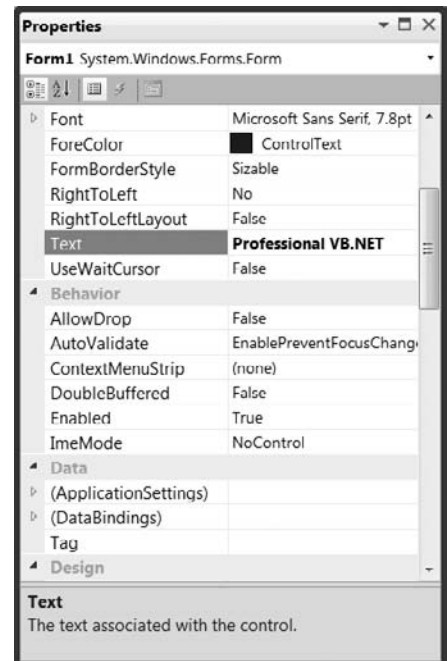 Properties
Form1 System.Windows.Forms.Form
Font Microsoft Sans Serif, 7.8pt
ForeColor ControlText
FormBorderStyle Sizable
RightToLeft No
RightToLeftLayout False
Text Professional VB.NET
UseWaitCursor False
Behavior
AllowDrop False
AutoValidate EnablePreventFocusChang
ContextMenuStrip (none)
DoubleBuffered False
Enabled True
ImeMode NoControl
Data
(ApplicationSettings)
(DataBindings)
Tag
Design
Text
The text associated with the control.